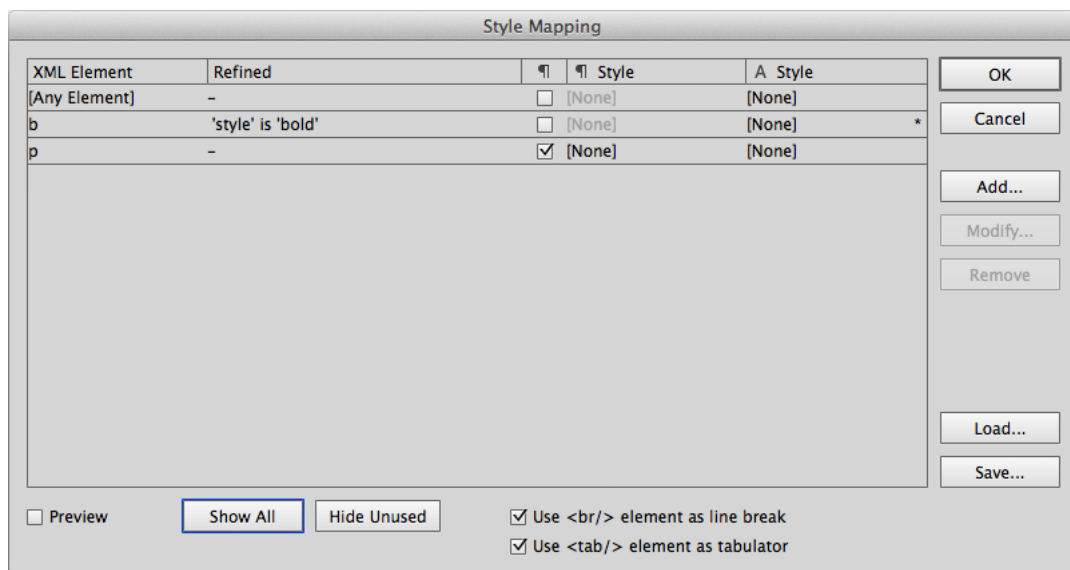 Style Mapping
XML Element Refined ¶ ¶ Style A Style
[Any Element] – [None] [None]
b 'style' is 'bold' [None] [None] *
p – [None] [None]
OK
Cancel
Add...
Modify...
Remove
Load...
Save...
Preview Show All Hide Unused Use <br/> element as line break
Use <tab/> element as tabulator